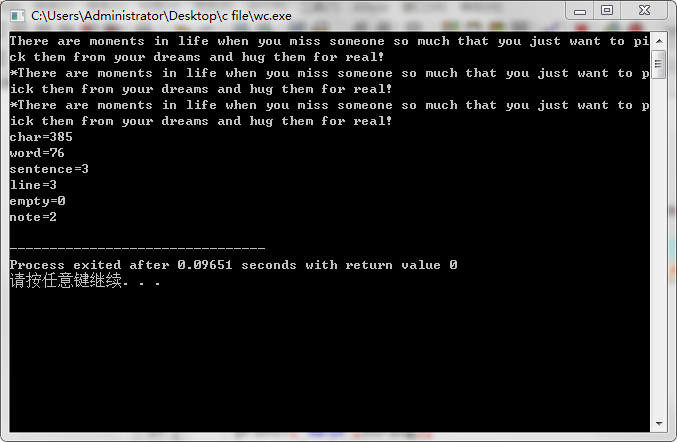 C:\Users\Administrator\Desktop\c file\wc.exe
There are moments in life when you miss someone so much that you just want to pi
ck them from your dreams and hug them for real!
*There are moments in life when you miss someone so much that you just want to p
ick them from your dreams and hug them for real!
*There are moments in life when you miss someone so much that you just want to p
ick them from your dreams and hug them for real!
char=385
word=76
sentence=3
line=3
empty=0
note=2
--------------------------------
Process exited after 0.09651 seconds with return value 0
请按任意键继续. . .